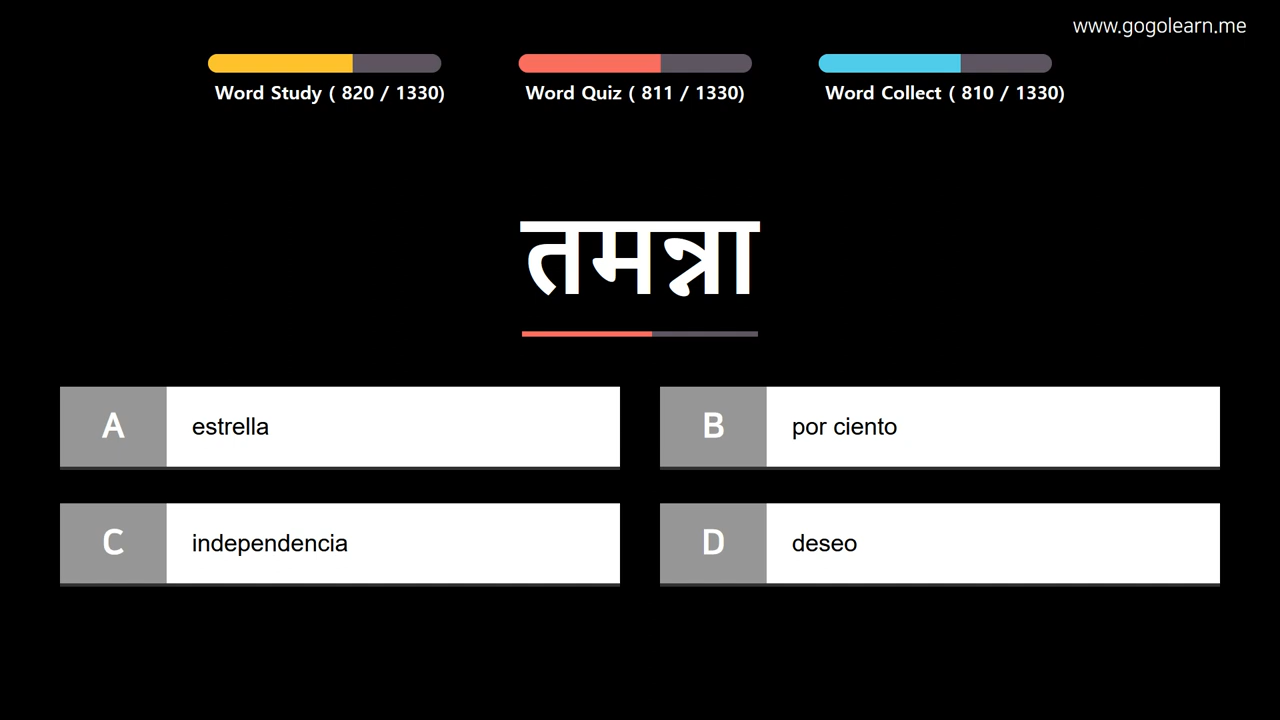 www.gogolearn.me
Word Study ( 820 / 1330)
Word Quiz ( 811 / 1330)
Word Collect ( 810 / 1330)
तमन्ना
A estrella
B por ciento
C independencia
D deseo